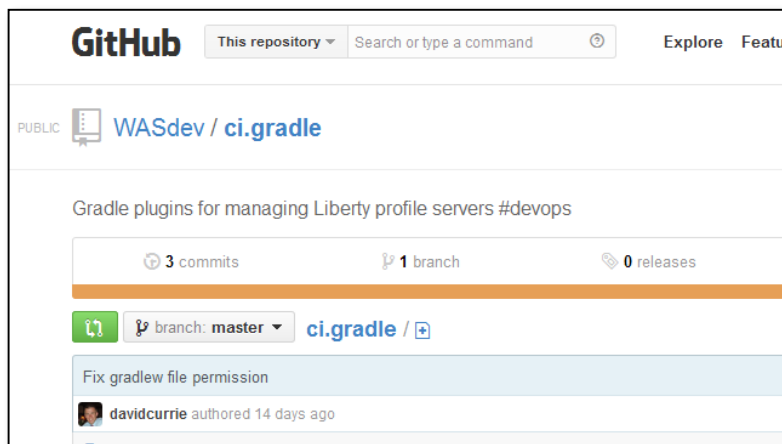 GitHub This repository Search or type a command Explore Featu
PUBLIC WASdev / ci.gradle
Gradle plugins for managing Liberty profile servers #devops
3 commits 1 branch 0 releases
branch: master ci.gradle /
Fix gradlew file permission
davidcurrie authored 14 days ago